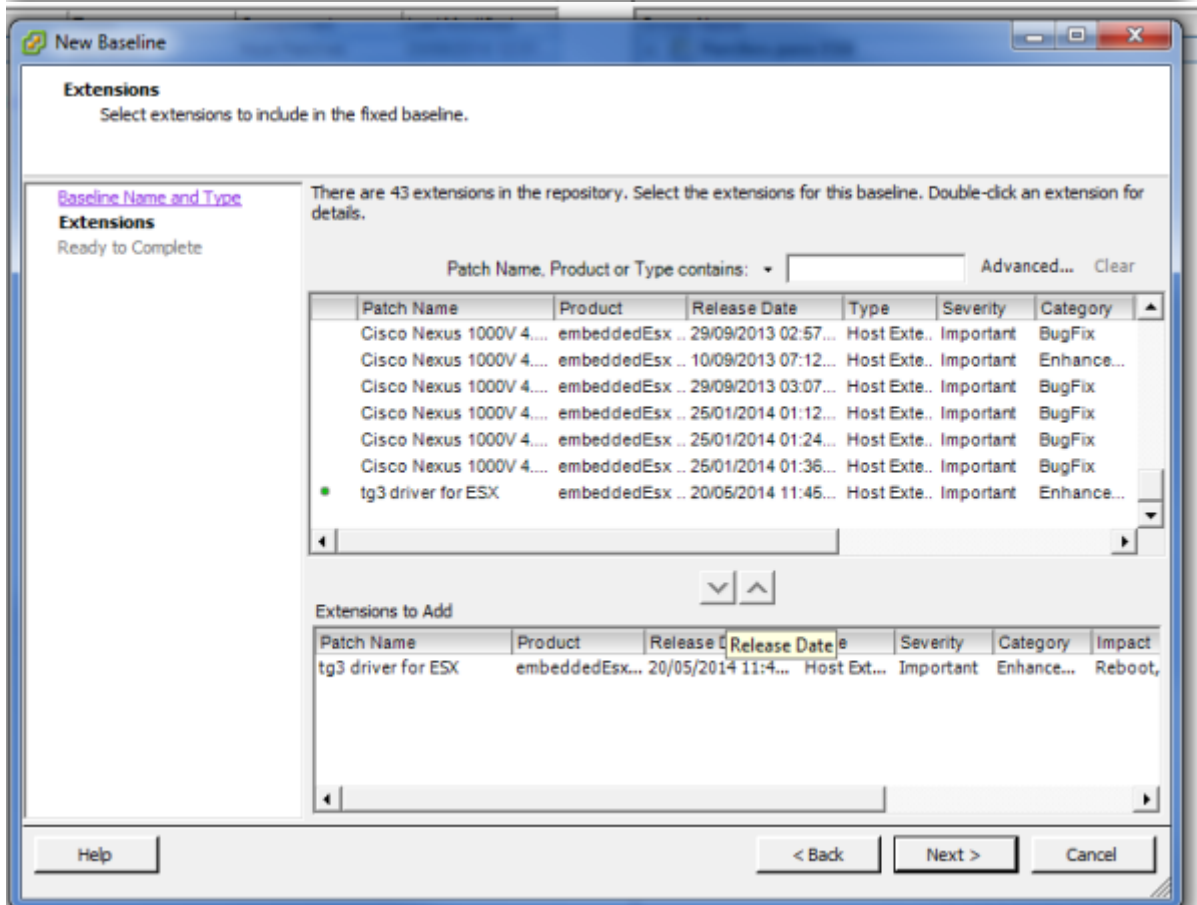 New Baseline
Extensions
Select extensions to include in the fixed baseline.
Baseline Name and Type
Extensions
Ready to Complete
There are 43 extensions in the repository. Select the extensions for this baseline. Double-click an extension for
details.
Patch Name, Product or Type contains: Advanced... Clear
Patch Name Product Release Date Type Severity Category
Cisco Nexus 1000V 4.... embeddedEsx .. 29/09/2013 02:57... Host Exte.. Important BugFix
Cisco Nexus 1000V 4.... embeddedEsx .. 10/09/2013 07:12... Host Exte.. Important Enhance...
Cisco Nexus 1000V 4.... embeddedEsx .. 29/09/2013 03:07... Host Exte.. Important BugFix
Cisco Nexus 1000V 4.... embeddedEsx .. 25/01/2014 01:12... Host Exte.. Important BugFix
Cisco Nexus 1000V 4.... embeddedEsx .. 25/01/2014 01:24... Host Exte.. Important BugFix
Cisco Nexus 1000V 4.... embeddedEsx .. 25/01/2014 01:36... Host Exte.. Important BugFix
tg3 driver for ESX embeddedEsx .. 20/05/2014 11:45... Host Exte.. Important Enhance...
Extensions to Add
Patch Name Product Release Release Date e Severity Category Impact
tg3 driver for ESX embeddedEsx... 20/05/2014 11:4... Host Ext... Important Enhance... Reboot,
Help < Back Next > Cancel